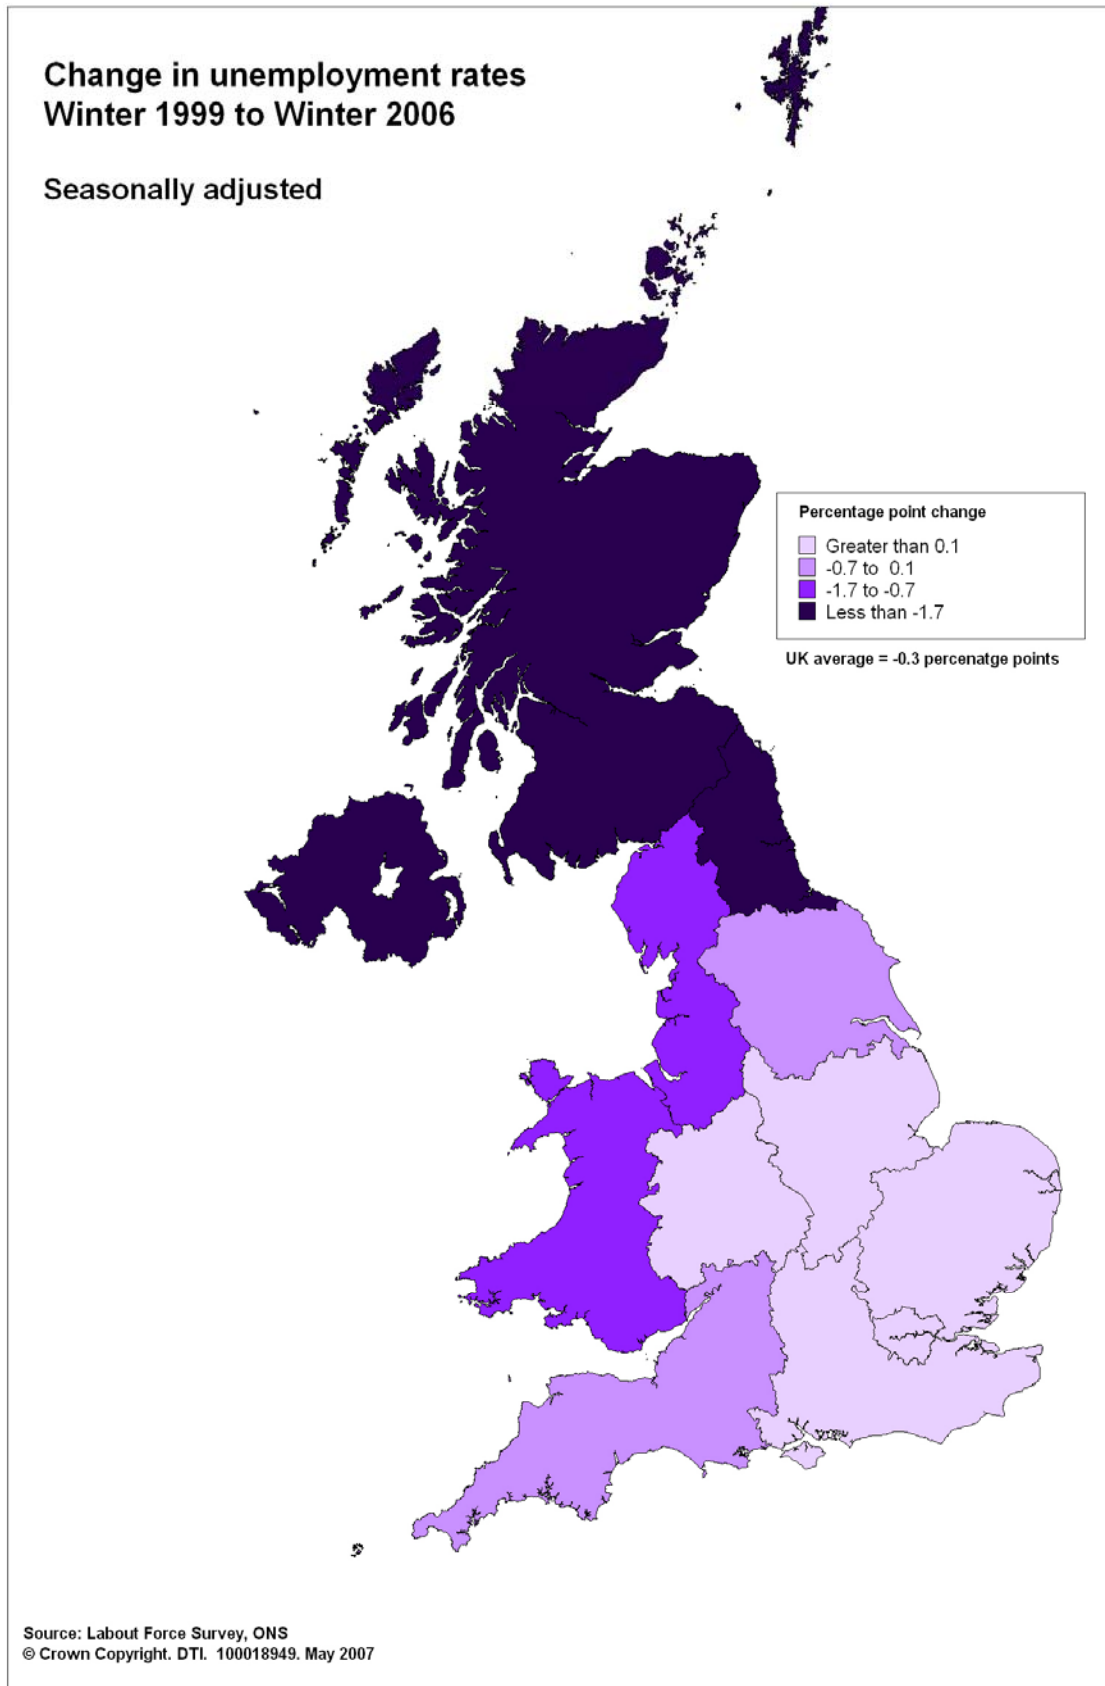 Change in unemployment rates
Winter 1999 to Winter 2006
Seasonally adjusted
Percentage point change
Greater than 0.1
-0.7 to 0.1
-1.7 to -0.7
Less than -1.7
UK average = -0.3 percenatge points
Source: Labout Force Survey, ONS
© Crown Copyright. DTI. 100018949. May 2007